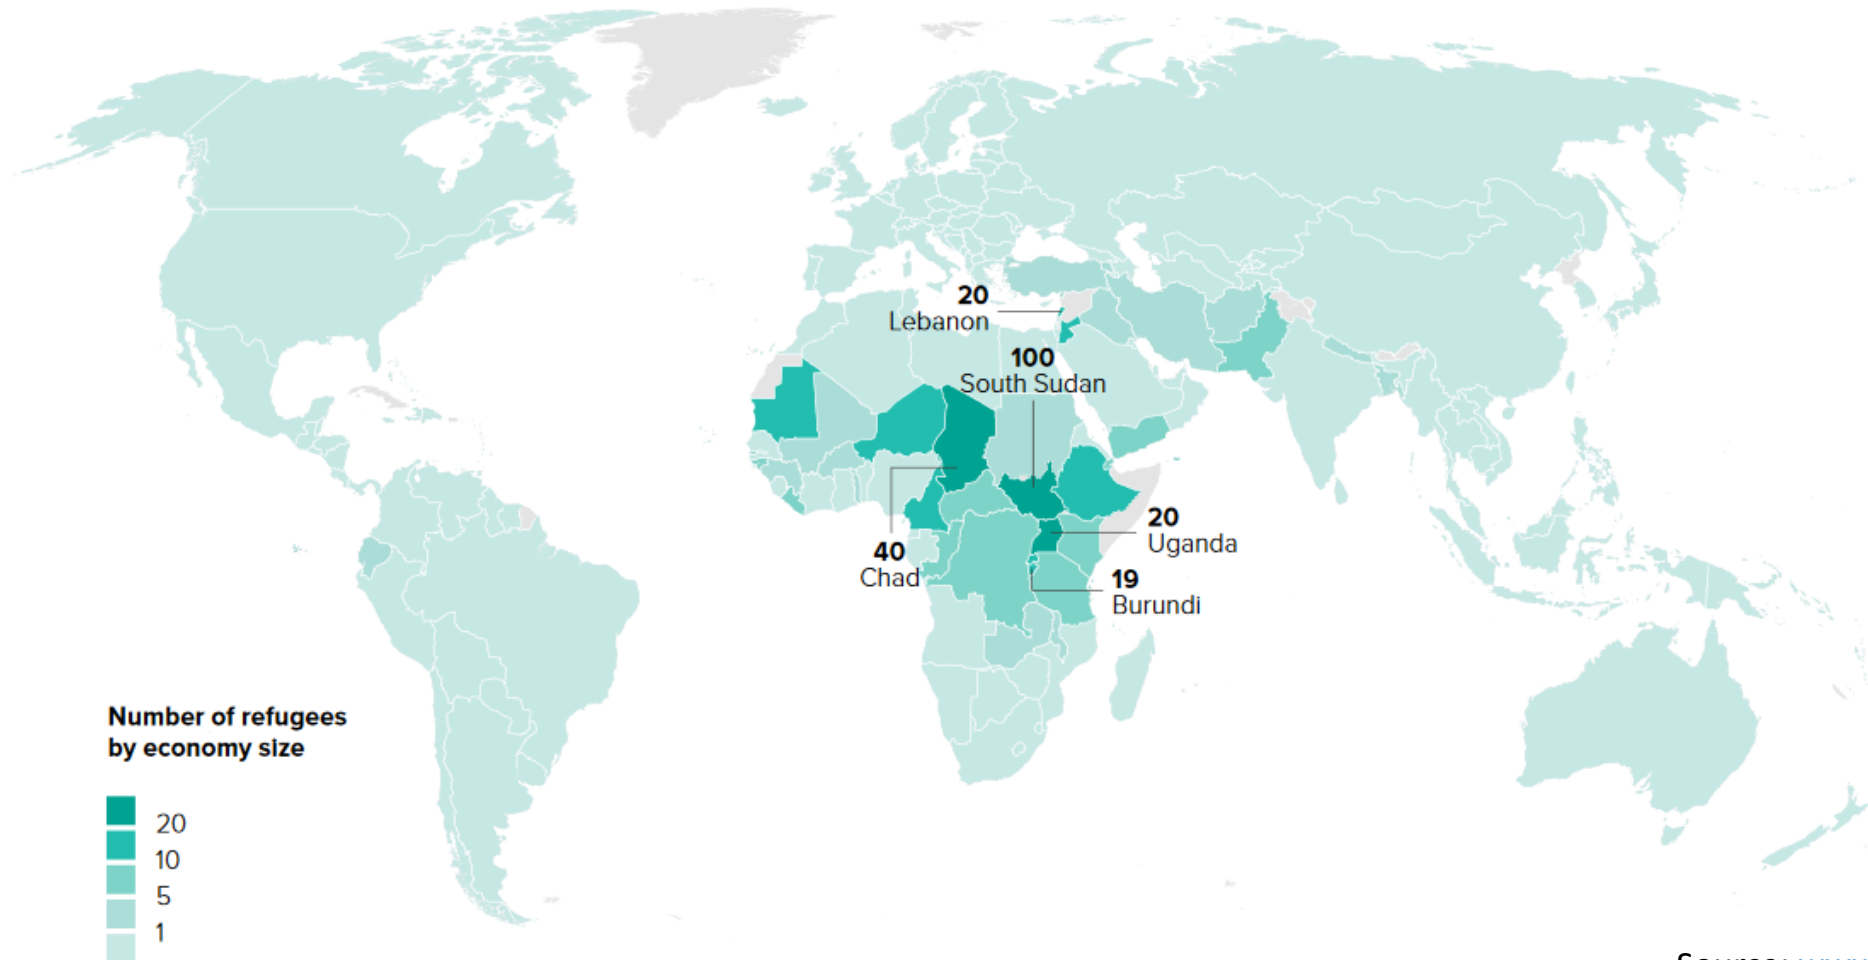 20
Lebanon
100
South Sudan
40
Chad
20
Uganda
19
Burundi
Number of refugees
by economy size
20
10
5
1